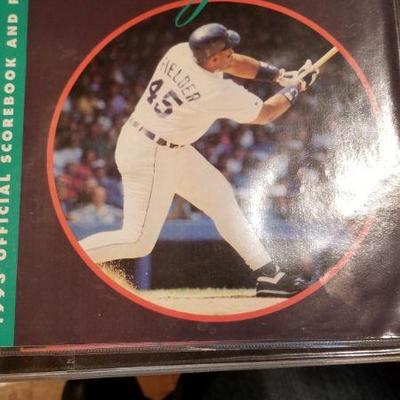 1993 OFFICIAL SCOREBOOK AND
FIELDER
45